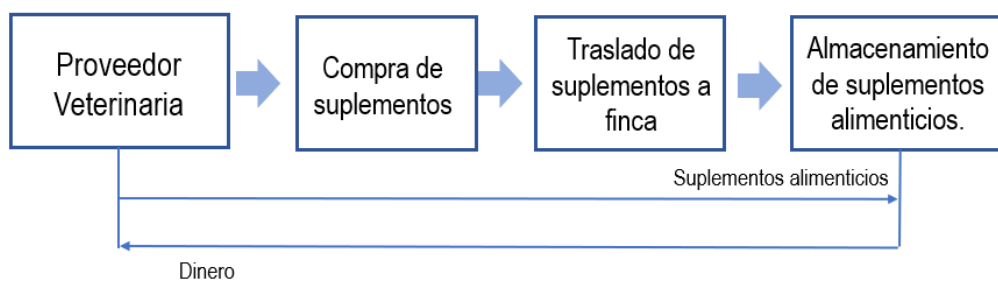 Proveedor
Veterinaria
Compra de
suplementos
Traslado de
suplementos a
finca
Almacenamiento
de suplementos
alimenticios.
Suplementos alimenticios
Dinero